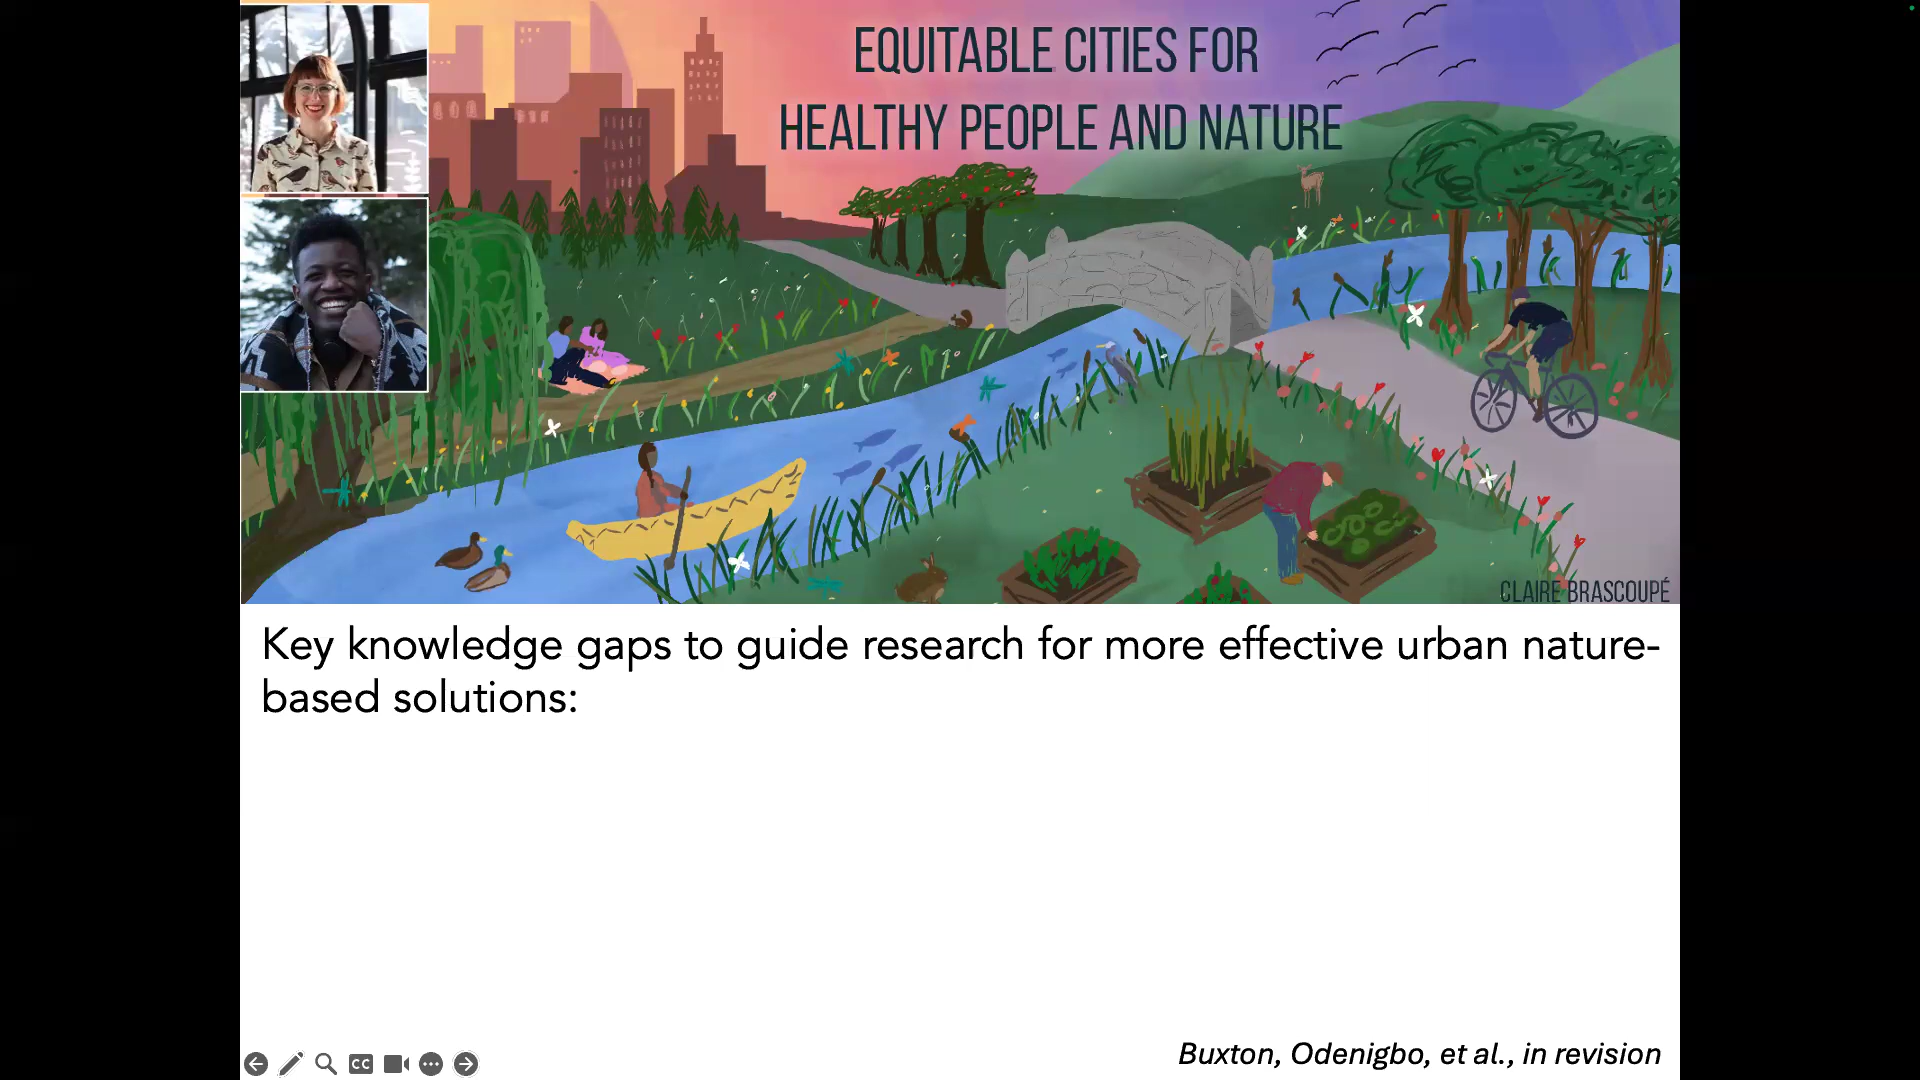 EQUITABLE CITIES FOR
HEALTHY PEOPLE AND NATURE
CLAIRE BRASCOUPÉ
Key knowledge gaps to guide research for more effective urban nature-
based solutions:
Buxton, Odenigbo, et al., in revision
CC